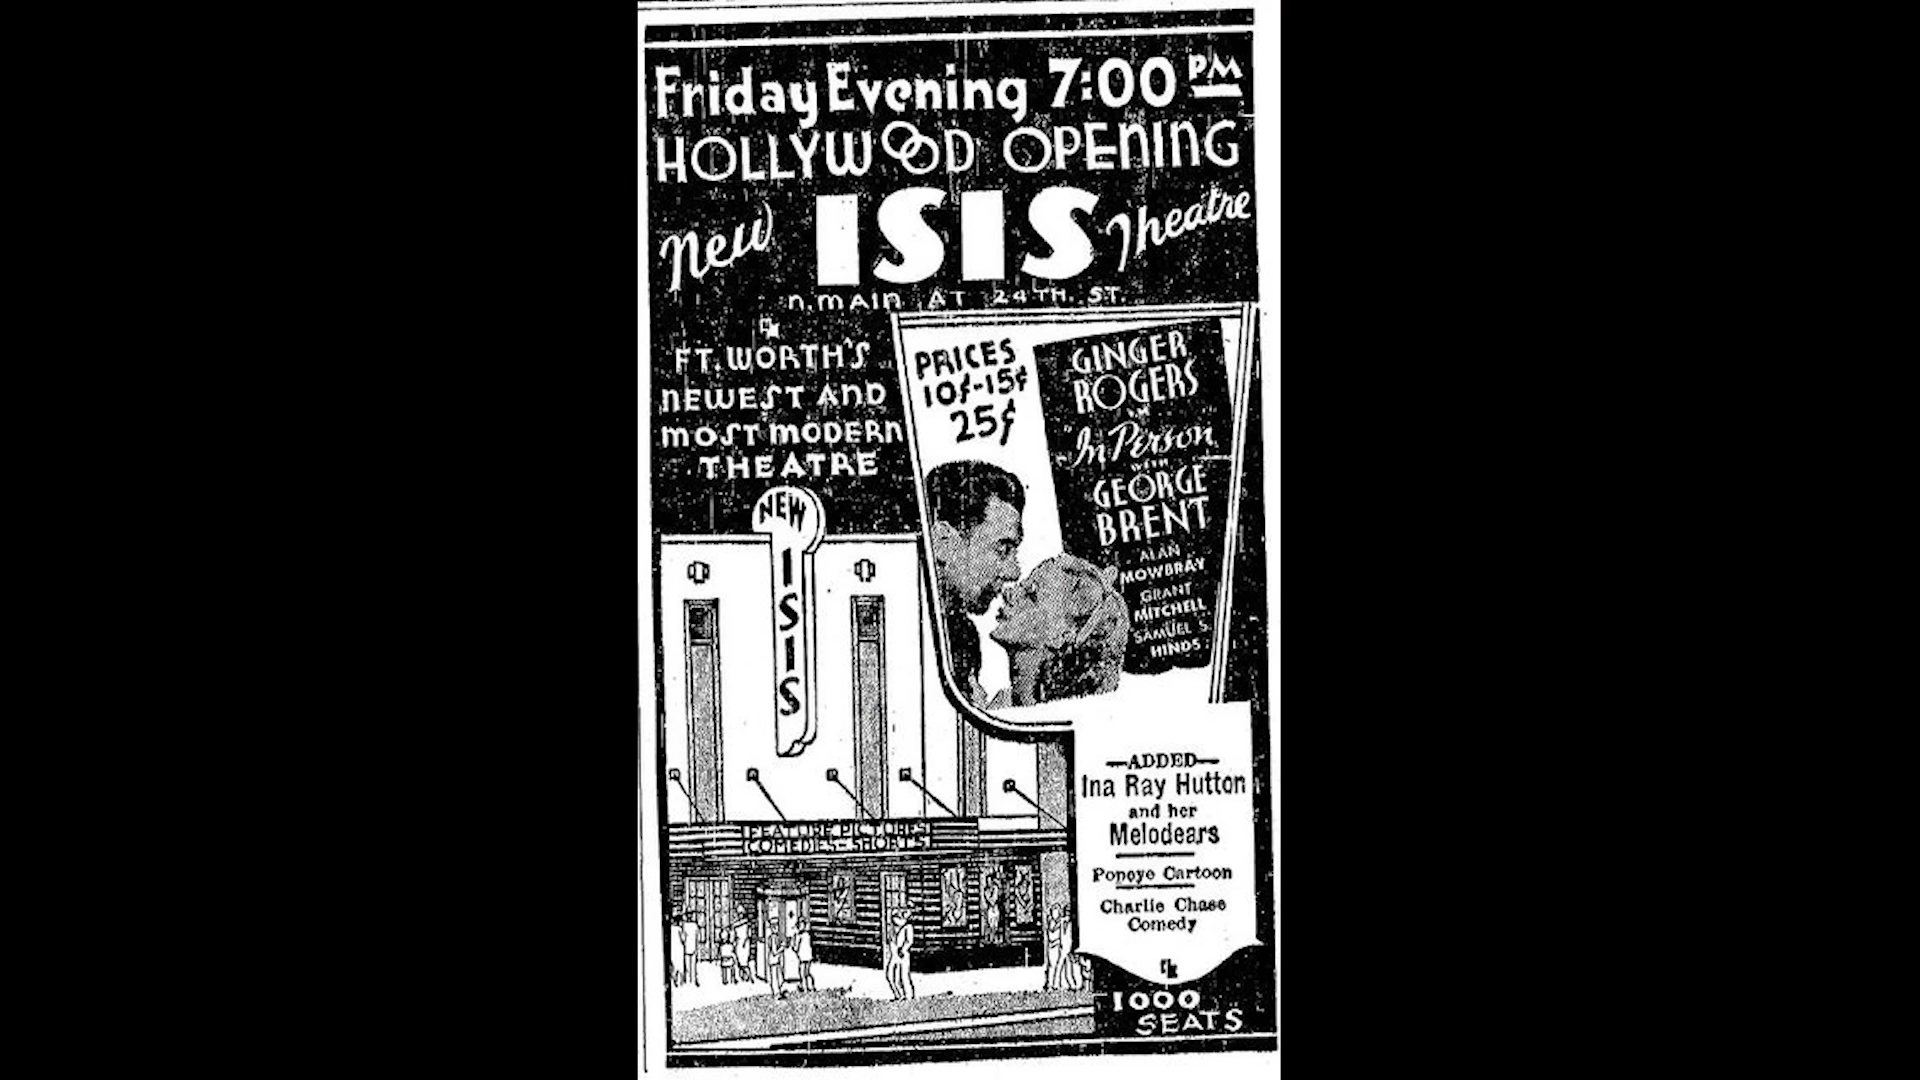 Friday Evening 7:00 PM
HOLLYWOOD OPENING
New ISIS Theatre
N. MAIN AT 24TH. ST.
FT. WORTH'S
NEWEST AND
MOST MODERN
THEATRE
PRICES
10¢-15¢
25¢
GINGER
ROGERS
IN
"In Person
WITH
GEORGE
BRENT
ALAN
MOWBRAY
GRANT
MITCHELL
SAMUEL S.
HINDS
NEW
ISIS
FEATURE PICTURES
COMEDIES - SHORTS
—ADDED—
Ina Ray Hutton
and her
Melodears
Popeye Cartoon
Charlie Chase
Comedy
1000
SEATS